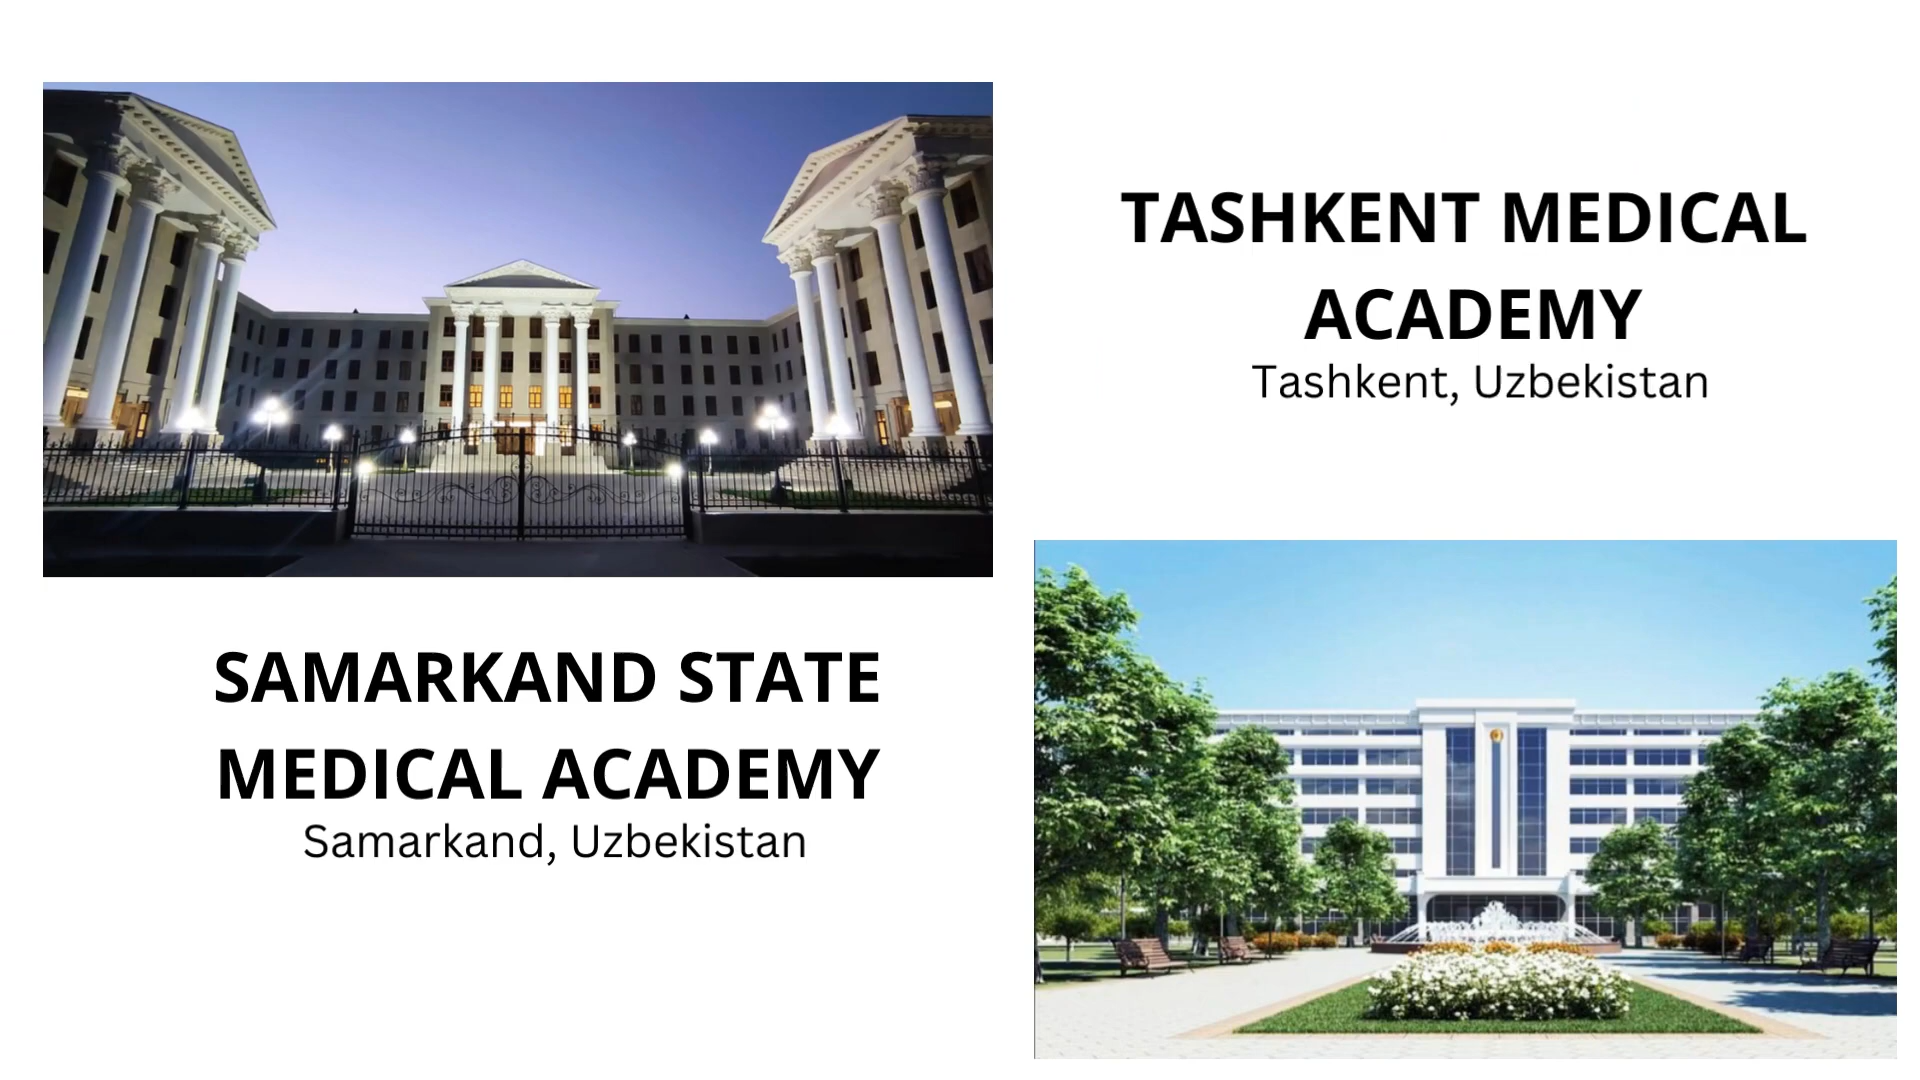 TASHKENT MEDICAL
ACADEMY
Tashkent, Uzbekistan
SAMARKAND STATE
MEDICAL ACADEMY
Samarkand, Uzbekistan